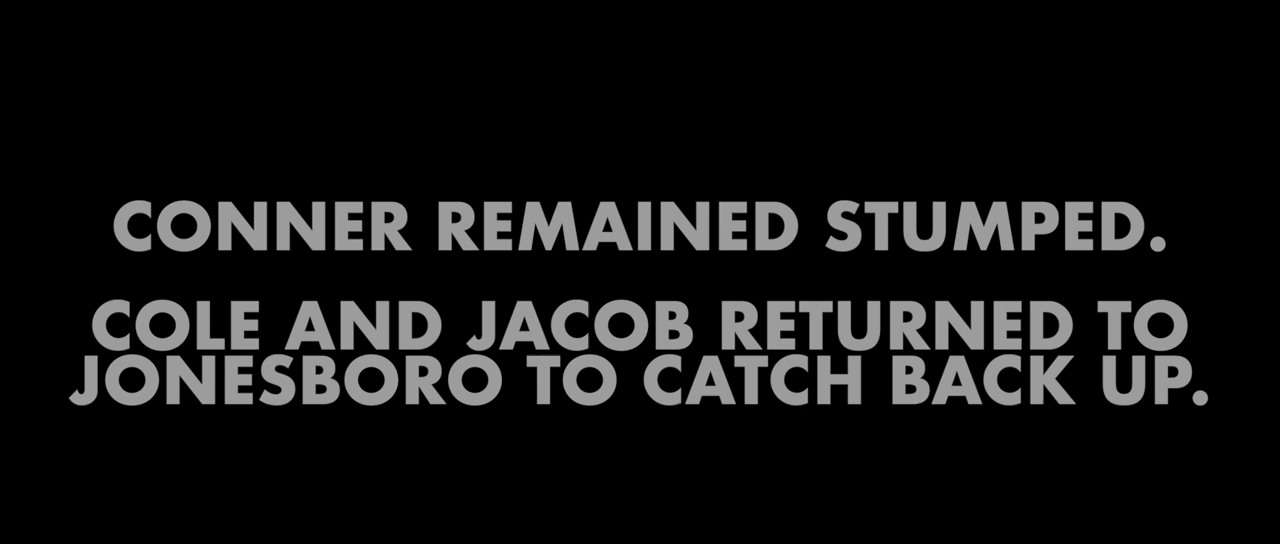 CONNER REMAINED STUMPED.
COLE AND JACOB RETURNED TO
JONESBORO TO CATCH BACK UP.